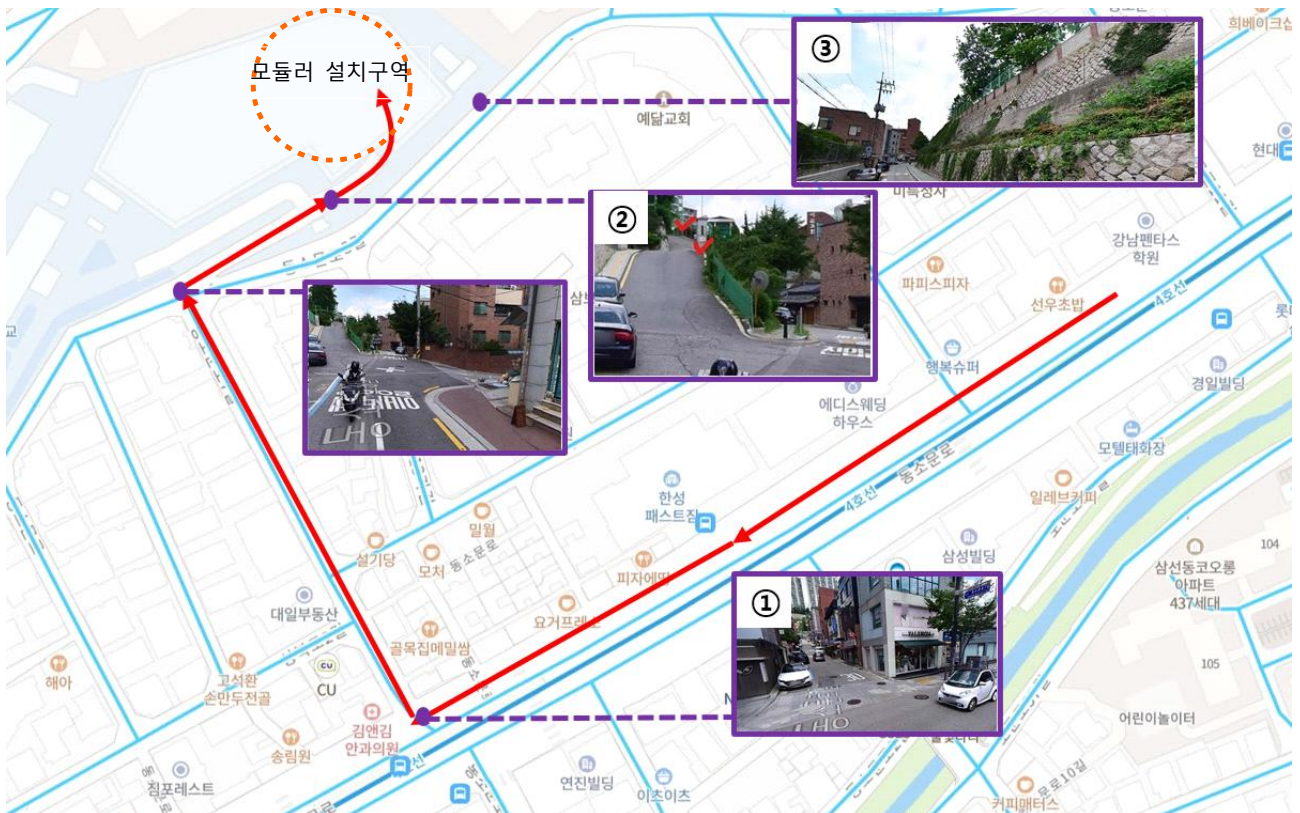 희베이크샵
모듈러 설치구역
③
예닮교회
현대
②
강남펜타스
학원
파피스피자
4호선
선우초밥
행복슈퍼
경일빌딩
에디스웨딩
하우스
모텔태화장
한성
패스트짐
4호선
동소문로
일레브커피
밀월
설기당
모처
동소문로
삼성빌딩
104
피자에땅
삼선동코오롱
아파트
437세대
①
대일부동산
요거프레소
골목집메밀쌈
해아
고석환
손만두전골
CU
105
김앤김
안과의원
송림원
어린이놀이터
짐포레스트
연진빌딩
이츠이츠
커피매터스